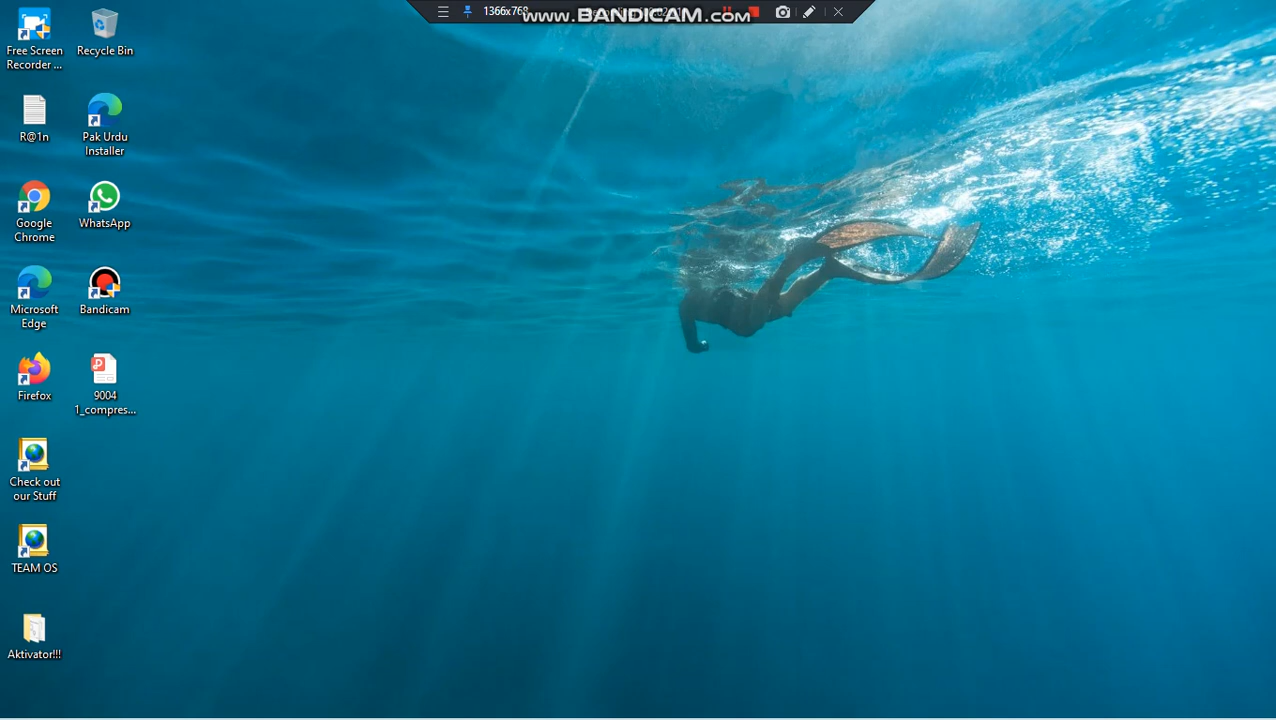 1366x768
www.BANDICAM.com
Free Screen
Recorder ...
Recycle Bin
R@1n
Pak Urdu
Installer
Google
Chrome
WhatsApp
Microsoft
Edge
Bandicam
Firefox
9004
1_compres...
Check out
our Stuff
TEAM OS
Aktivator!!!